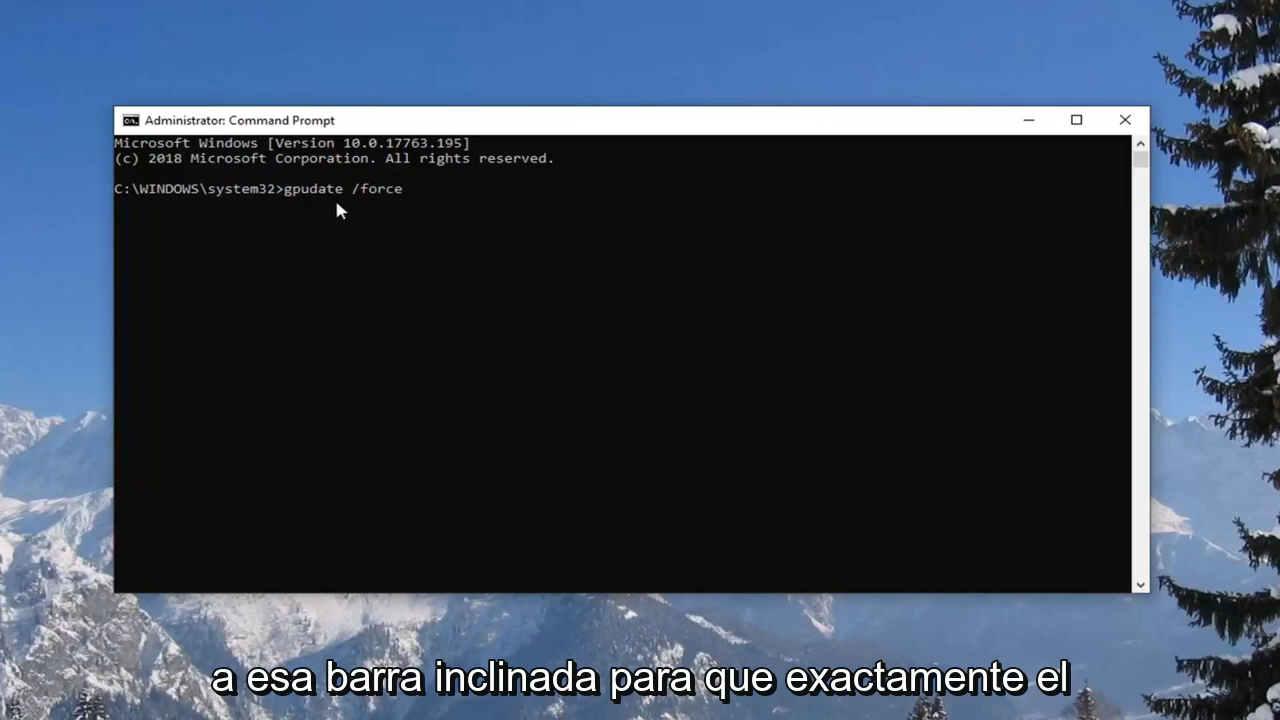 Administrator: Command Prompt
Microsoft Windows [Version 10.0.17763.195]
(c) 2018 Microsoft Corporation. All rights reserved.
C:\WINDOWS\system32>gpudate /force
a esa barra inclinada para que exactamente el